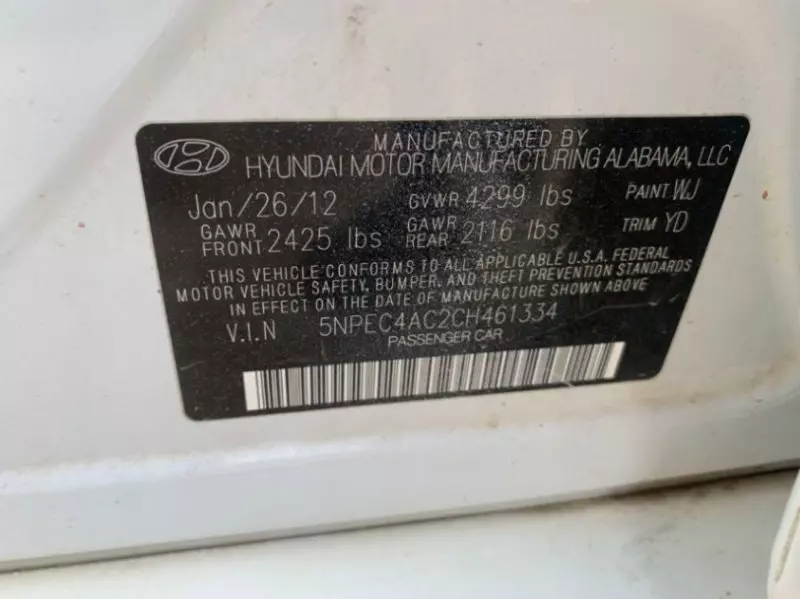 MANUFACTURED BY
HYUNDAI MOTOR MANUFACTURING ALABAMA, LLC
Jan/26/12 GVWR 4299 lbs PAINT WJ
GAWR FRONT 2425 lbs GAWR REAR 2116 lbs TRIM YD
THIS VEHICLE CONFORMS TO ALL APPLICABLE U.S.A. FEDERAL
MOTOR VEHICLE SAFETY, BUMPER, AND THEFT PREVENTION STANDARDS
IN EFFECT ON THE DATE OF MANUFACTURE SHOWN ABOVE
V.I.N 5NPEC4AC2CH461334
PASSENGER CAR